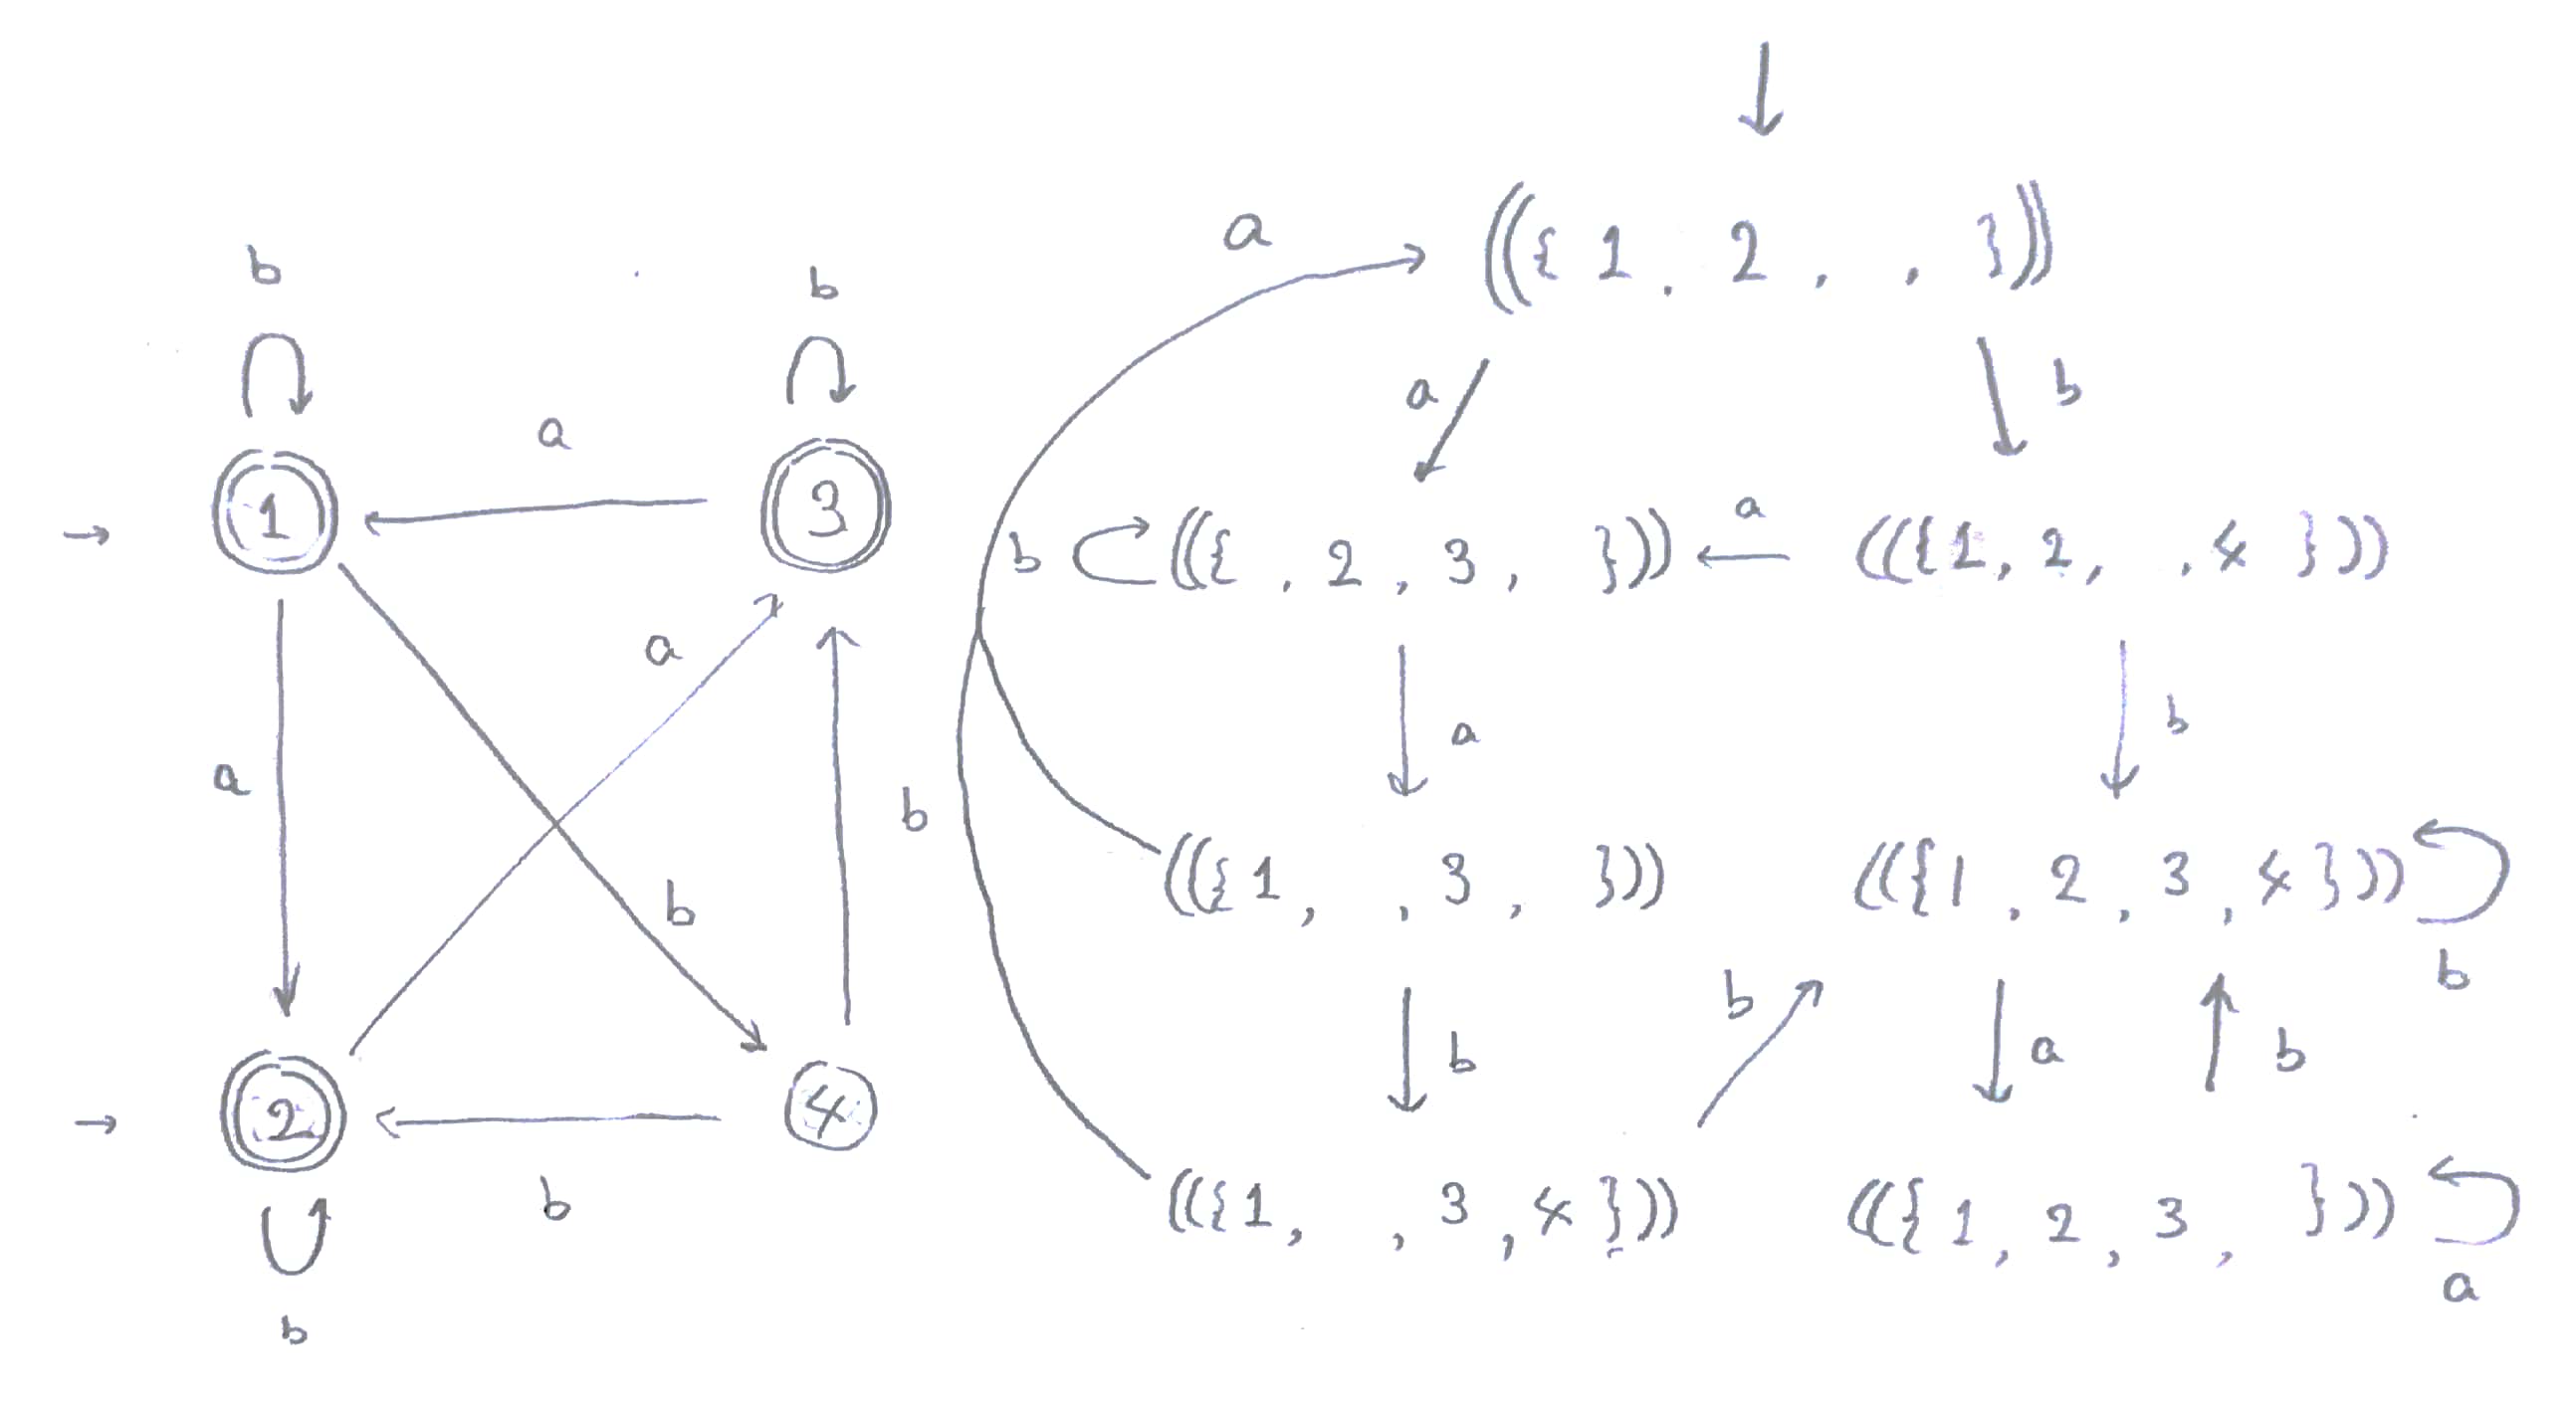 b
b
a
1
3
a
a
b
b
2
4
b
b
a
(({ 1 , 2 , , }))
a
b
b
(({ , 2 , 3 , }))
a
(({ 1 , 2 , , 4 }))
a
b
(({ 1 , , 3 , }))
(({ 1 , 2 , 3 , 4 }))
b
b
b
a
b
(({ 1 , , 3 , 4 }))
(({ 1 , 2 , 3 , }))
a